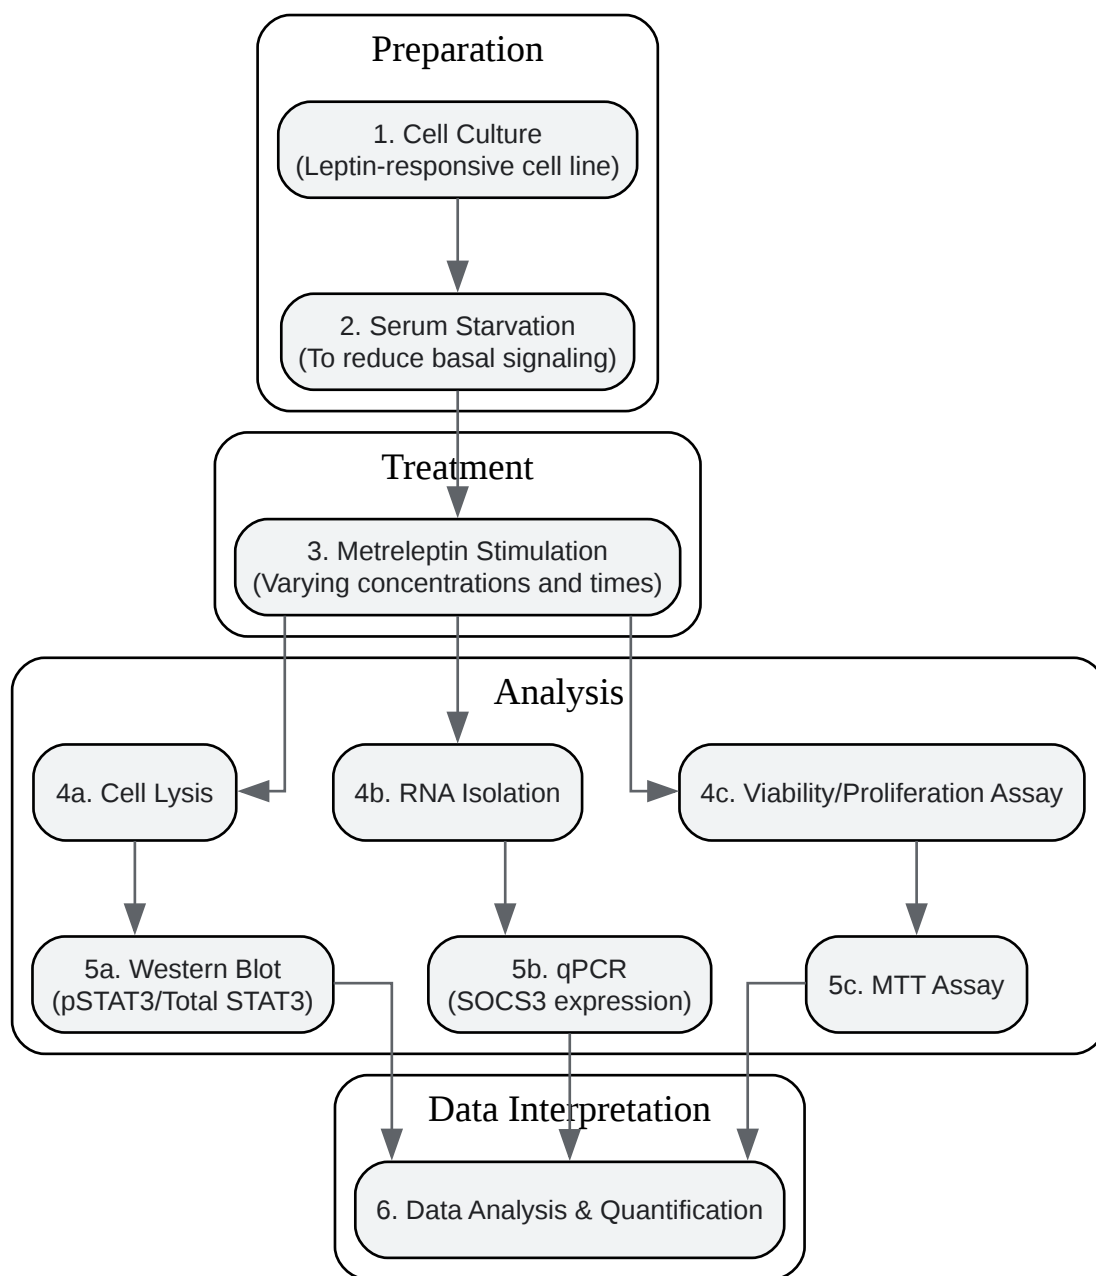 Preparation
1. Cell Culture
(Leptin-responsive cell line)
2. Serum Starvation
(To reduce basal signaling)
Treatment
3. Metreleptin Stimulation
(Varying concentrations and times)
Analysis
4a. Cell Lysis
4b. RNA Isolation
4c. Viability/Proliferation Assay
5a. Western Blot
(pSTAT3/Total STAT3)
5b. qPCR
(SOCS3 expression)
5c. MTT Assay
Data Interpretation
6. Data Analysis & Quantification